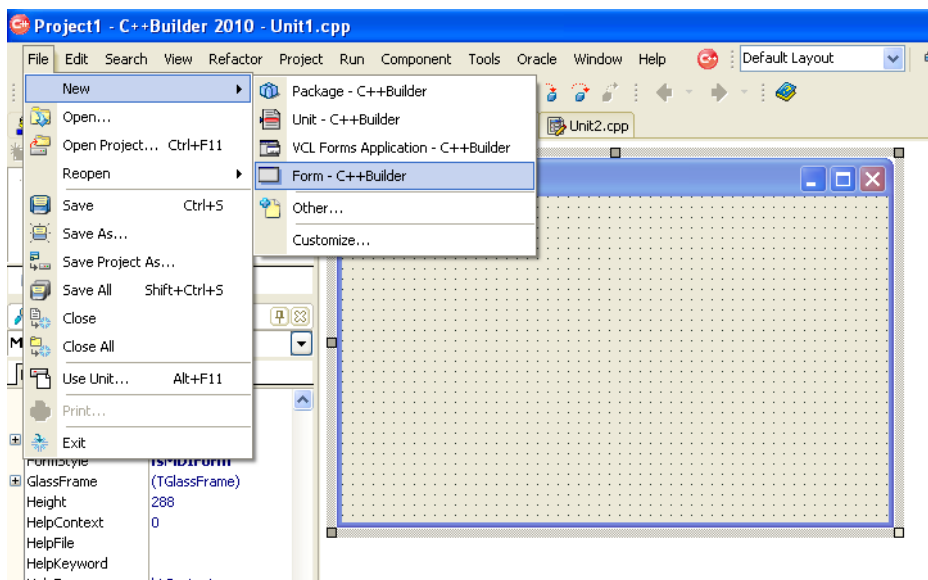 Project1 - C++Builder 2010 - Unit1.cpp
File Edit Search View Refactor Project Run Component Tools Oracle Window Help Default Layout
New
Open...
Open Project... Ctrl+F11
Reopen
Save Ctrl+S
Save As...
Save Project As...
Save All Shift+Ctrl+S
Close
Close All
Use Unit... Alt+F11
Print...
Exit
Package - C++Builder
Unit - C++Builder
VCL Forms Application - C++Builder
Form - C++Builder
Other...
Customize...
Unit2.cpp
FormStyle fsMDIForm
GlassFrame (TGlassFrame)
Height 288
HelpContext 0
HelpFile
HelpKeyword